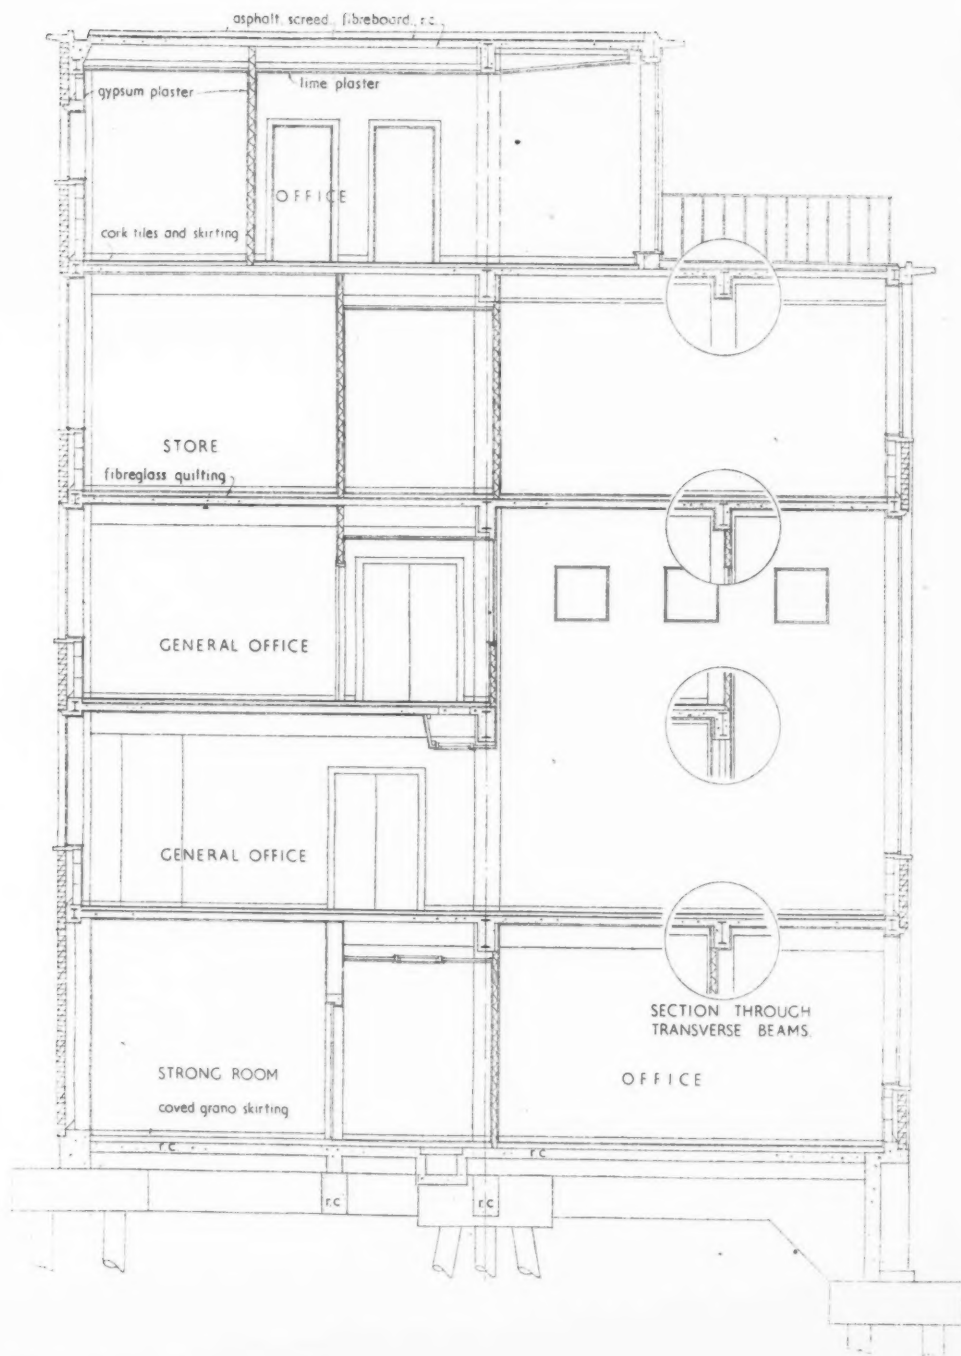 asphalt, screed, fibreboard, r.c.
lime plaster
gypsum plaster
OFFICE
cork tiles and skirting
STORE
fibreglass quilting
GENERAL OFFICE
GENERAL OFFICE
SECTION THROUGH
TRANSVERSE BEAMS.
STRONG ROOM
OFFICE
coved grano skirting
r.c.
r.c
r.c
r.c